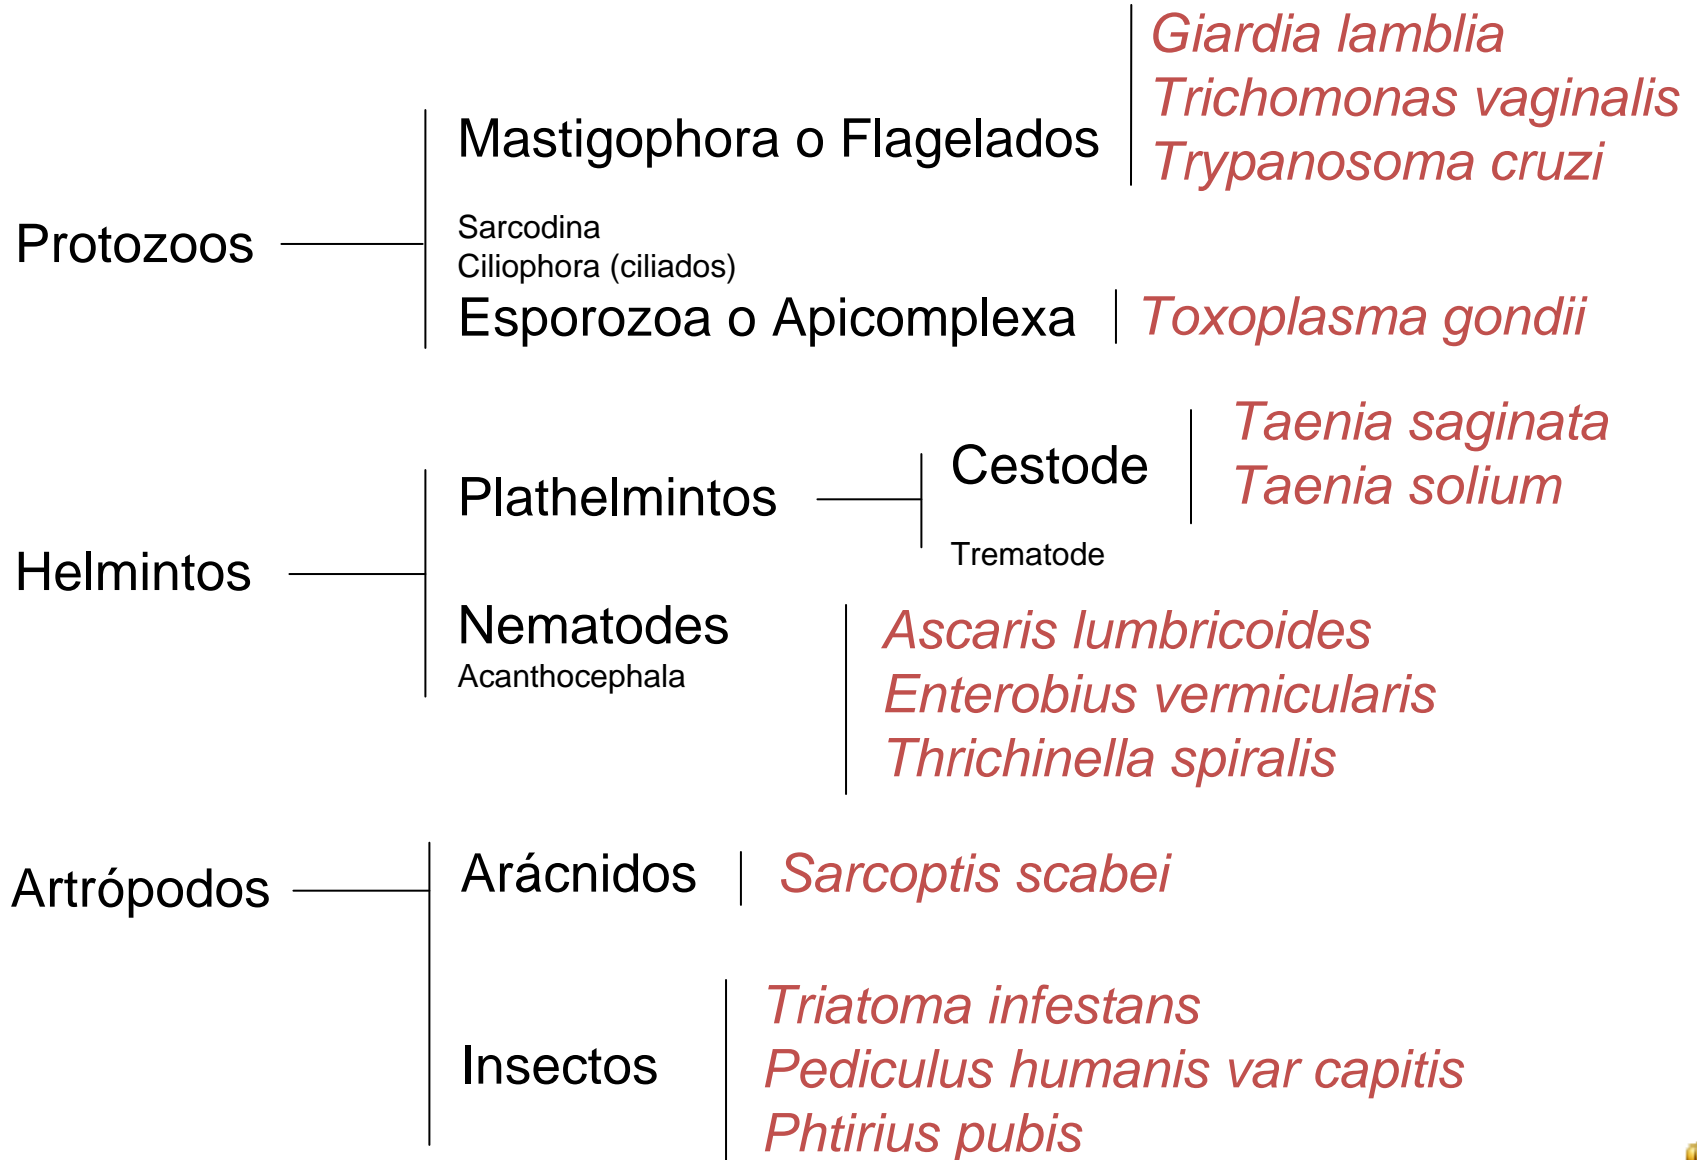 Protozoos
Mastigophora o Flagelados
Giardia lamblia
Trichomonas vaginalis
Trypanosoma cruzi
Sarcodina
Ciliophora (ciliados)
Esporozoa o Apicomplexa
Toxoplasma gondii
Helmintos
Plathelmintos
Cestode
Taenia saginata
Taenia solium
Trematode
Nematodes
Acanthocephala
Ascaris lumbricoides
Enterobius vermicularis
Thrichinella spiralis
Artrópodos
Arácnidos
Sarcoptis scabei
Insectos
Triatoma infestans
Pediculus humanis var capitis
Phtirius pubis